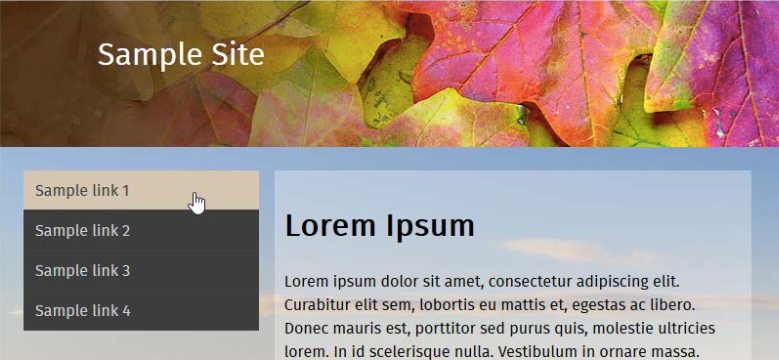 Sample Site
Sample link 1
Sample link 2
Sample link 3
Sample link 4
Lorem Ipsum
Lorem ipsum dolor sit amet, consectetur adipiscing elit.
Curabitur elit sem, lobortis eu mattis et, egestas ac libero.
Donec mauris est, porttitor sed purus quis, molestie ultricies
lorem. In id scelerisque nulla. Vestibulum in ornare massa.